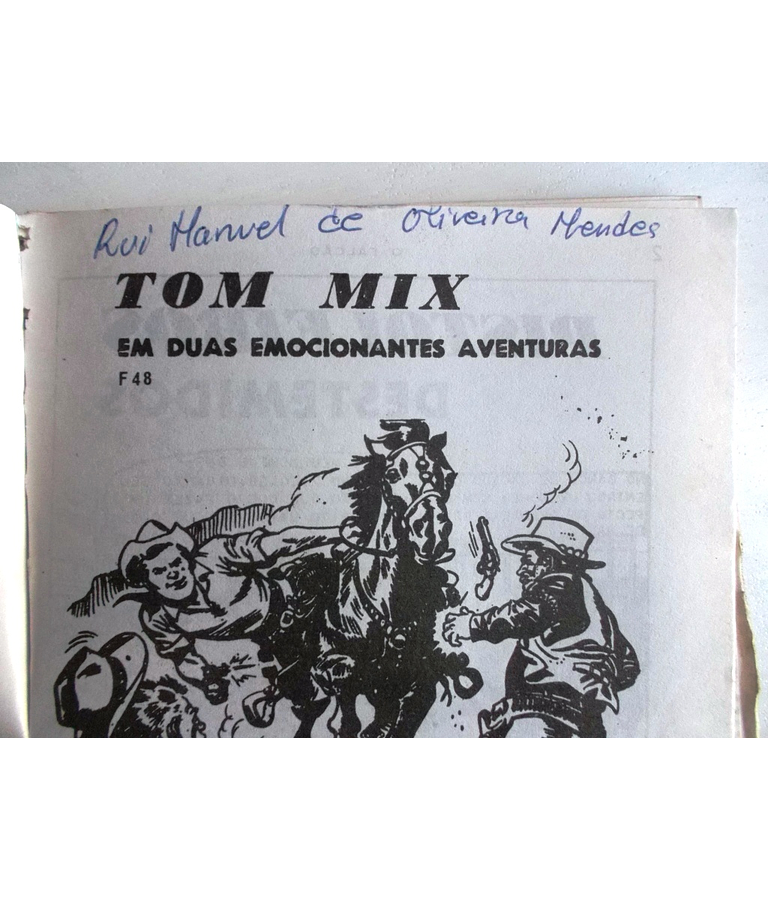 Rui Manuel de Oliveira Mendes
TOM MIX
EM DUAS EMOCIONANTES AVENTURAS
F48